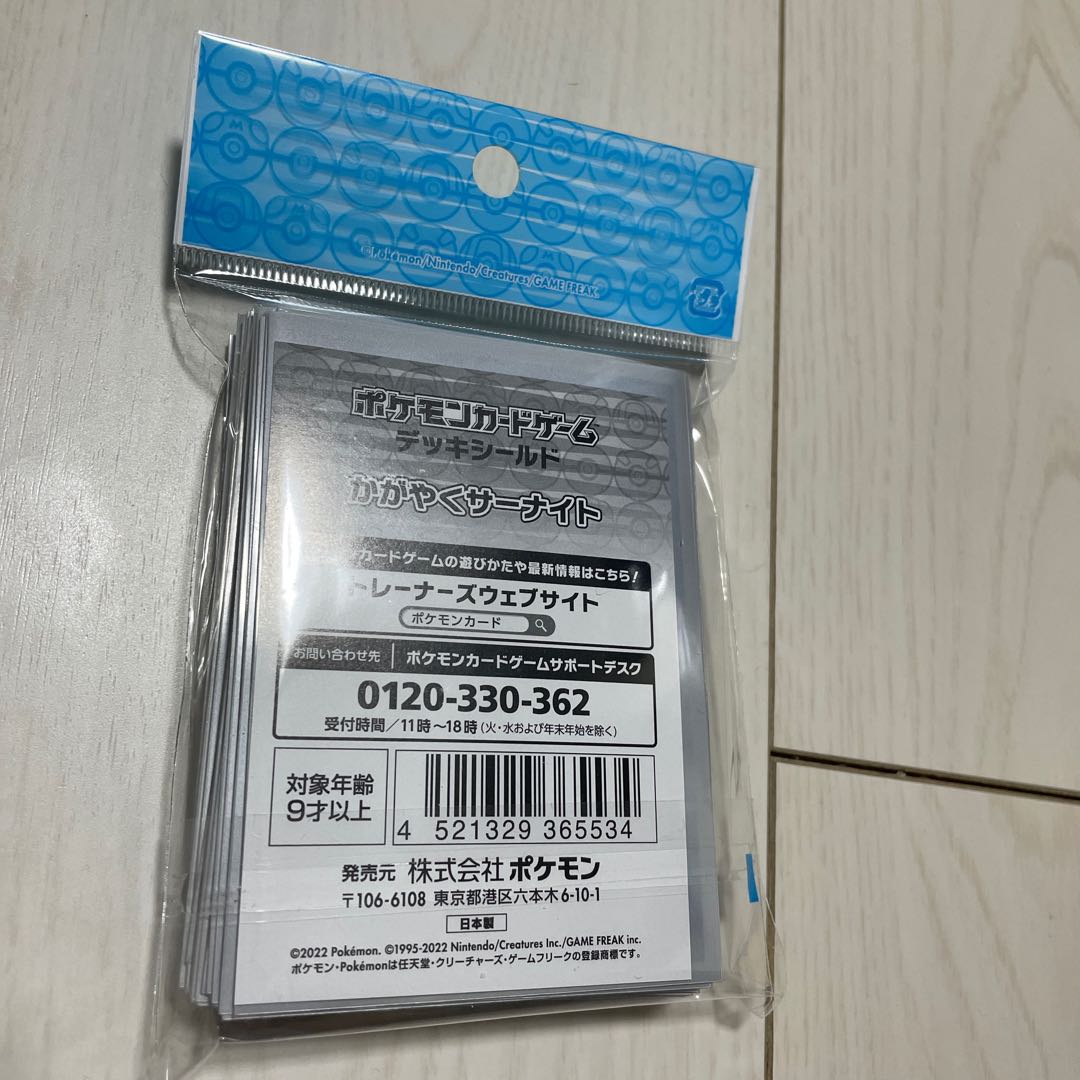 ©Pokémon/Nintendo/Creatures/GAME FREAK.
プラ
ポケモンカードゲーム
デッキシールド
かがやくサーナイト
カードゲームの遊びかたや最新情報はこちら!
トレーナーズウェブサイト
ポケモンカード
お問い合わせ先 ポケモンカードゲームサポートデスク
0120-330-362
受付時間/11時~18時(火・水および年末年始を除く)
対象年齢
9才以上
4 521329 365534
発売元 株式会社ポケモン
〒106-6108 東京都港区六本木6-10-1
日本製
©2022 Pokémon. ©1995-2022 Nintendo/Creatures Inc./GAME FREAK inc.
ポケモン・Pokémonは任天堂・クリーチャーズ・ゲームフリークの登録商標です。